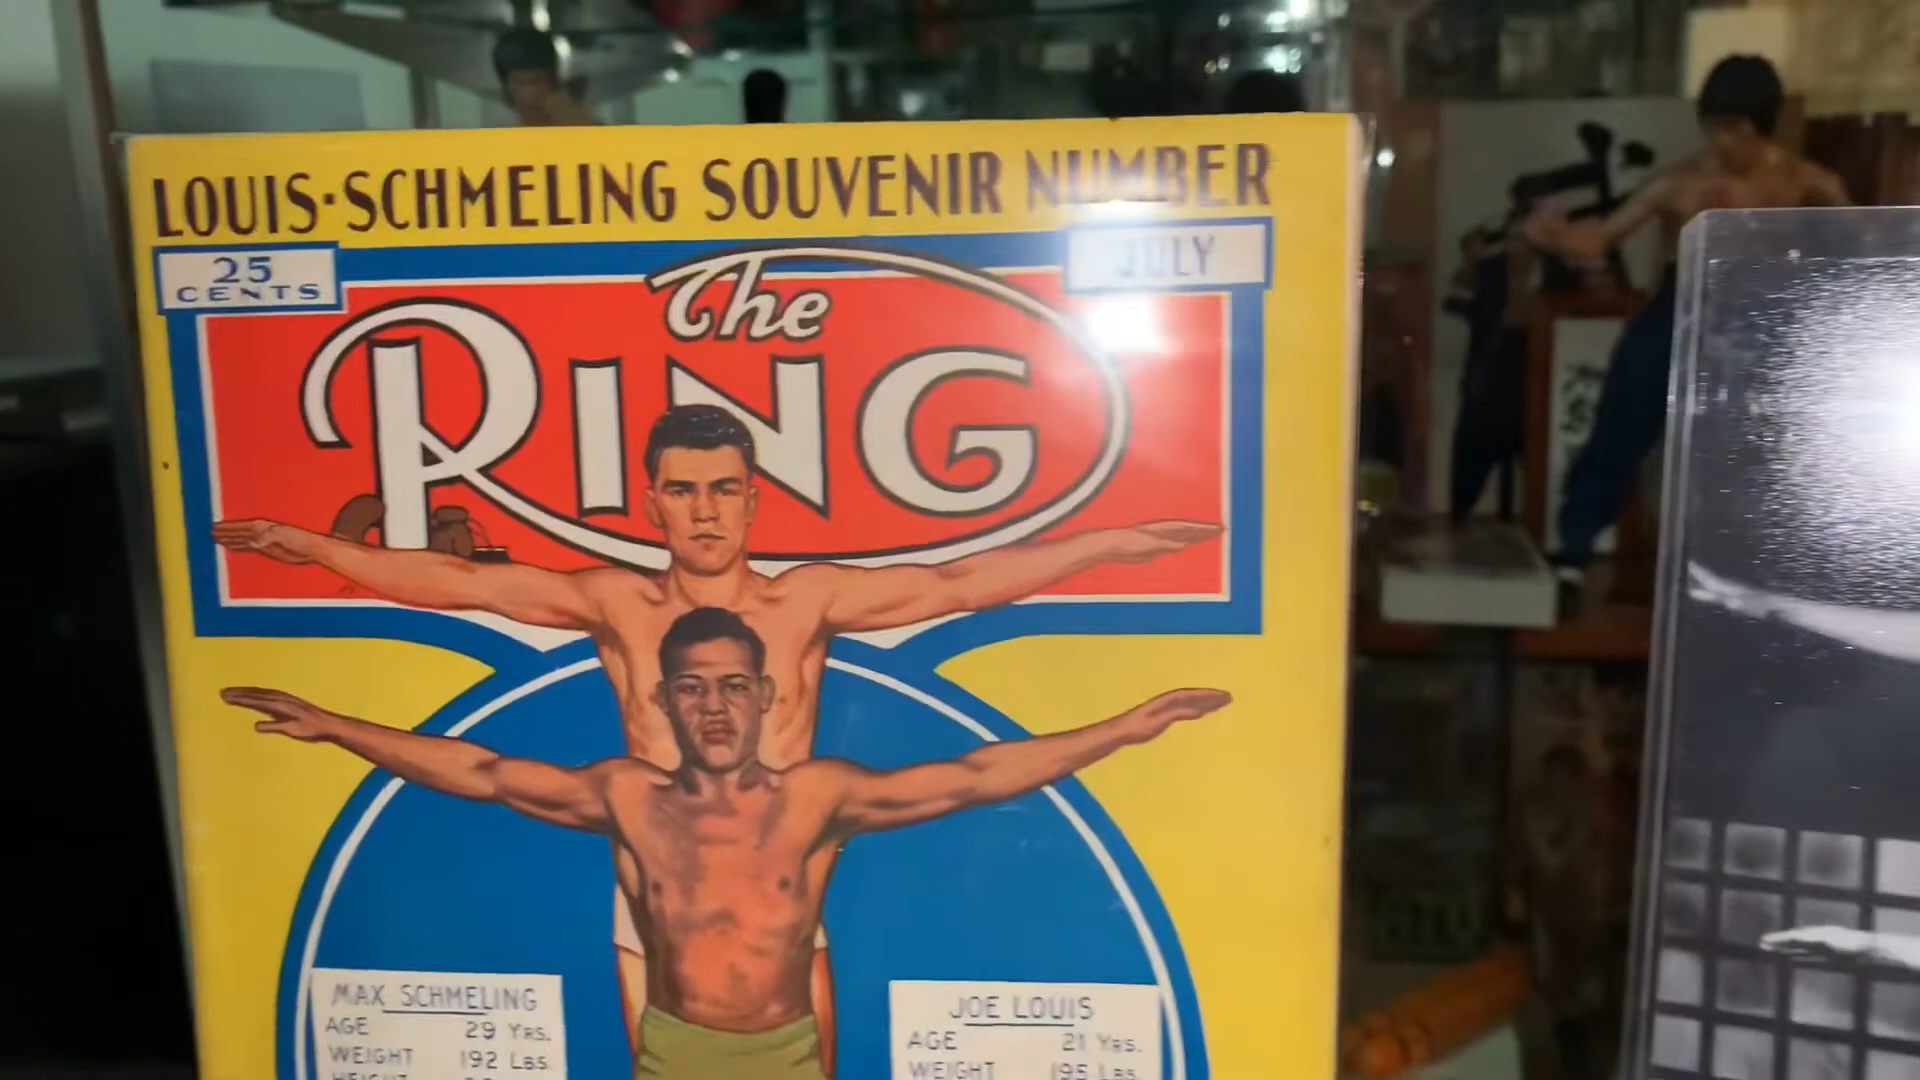 LOUIS·SCHMELING SOUVENIR NUMBER
25
CENTS
JULY
The
RING
MAX SCHMELING
AGE 29 YRS.
WEIGHT 192 LBS
JOE LOUIS
AGE 21 YRS.
WEIGHT 195 LBS.